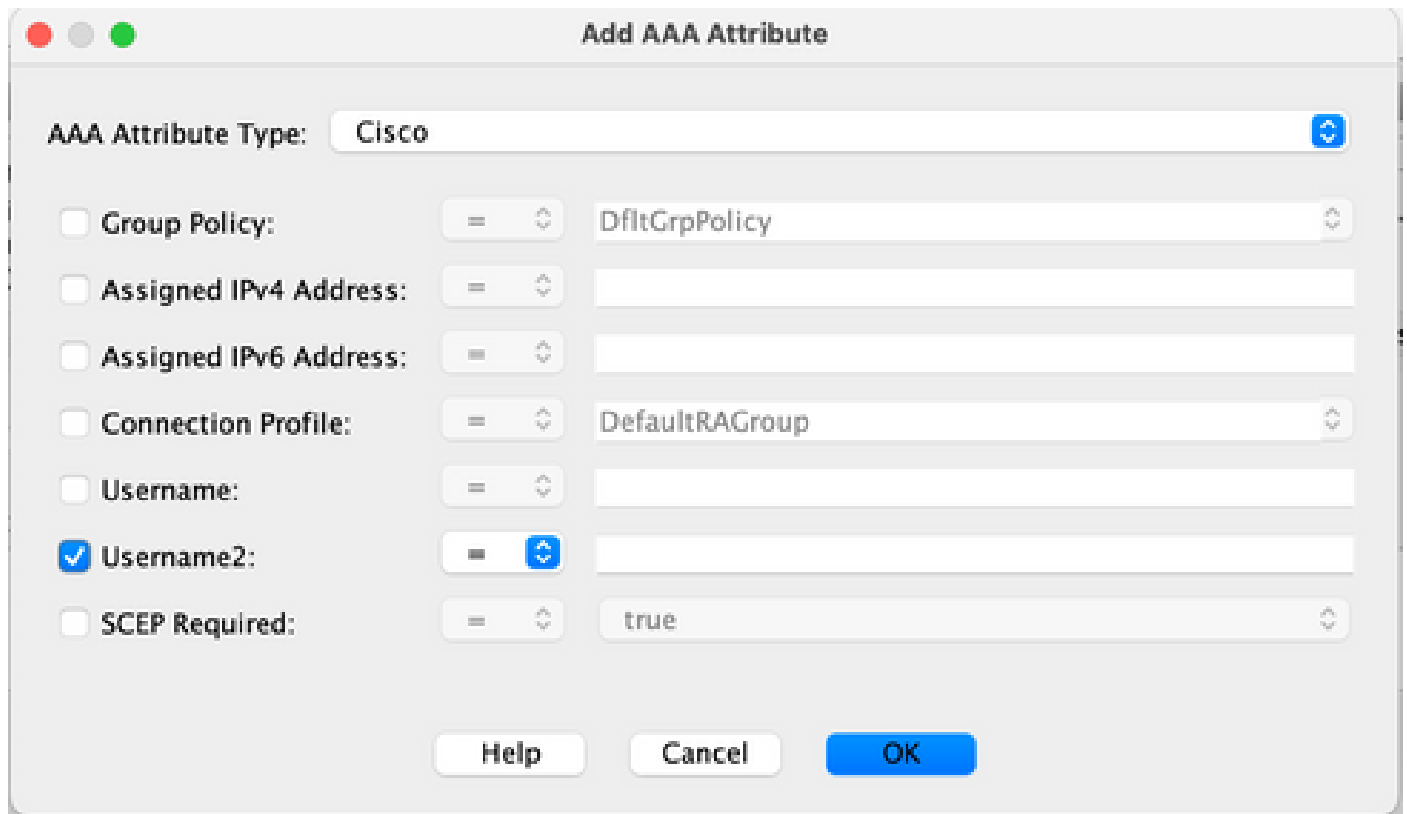 Add AAA Attribute
AAA Attribute Type: Cisco
Group Policy: = DfltGrpPolicy
Assigned IPv4 Address: =
Assigned IPv6 Address: =
Connection Profile: = DefaultRAGroup
Username: =
Username2: =
SCEP Required: = true
Help Cancel OK